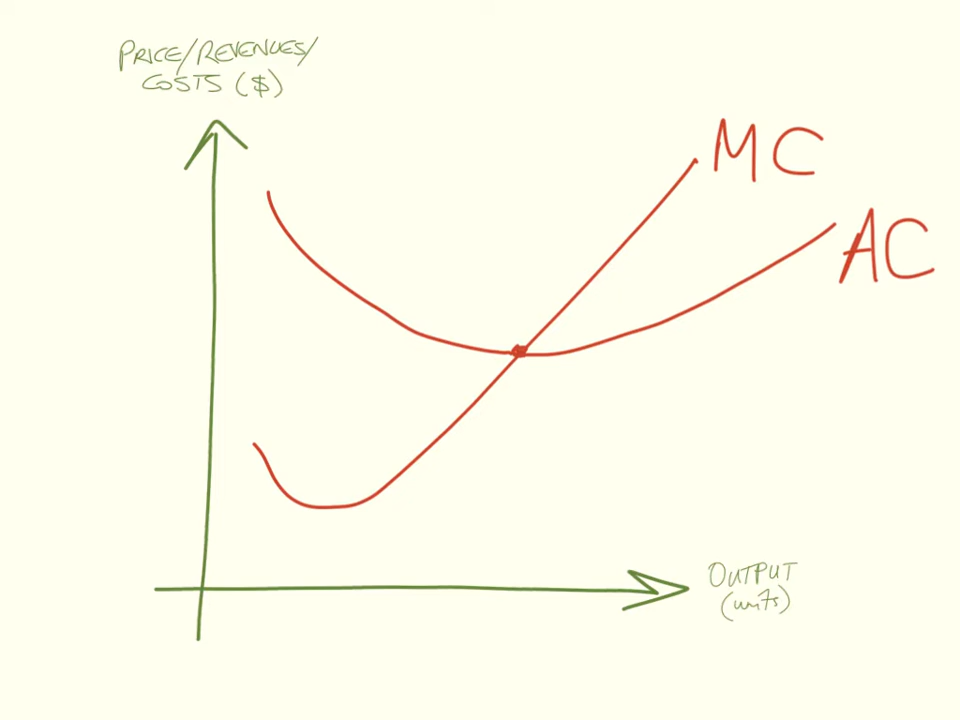 PRICE/REVENUES/
COSTS ($)
MC
AC
OUTPUT
(units)